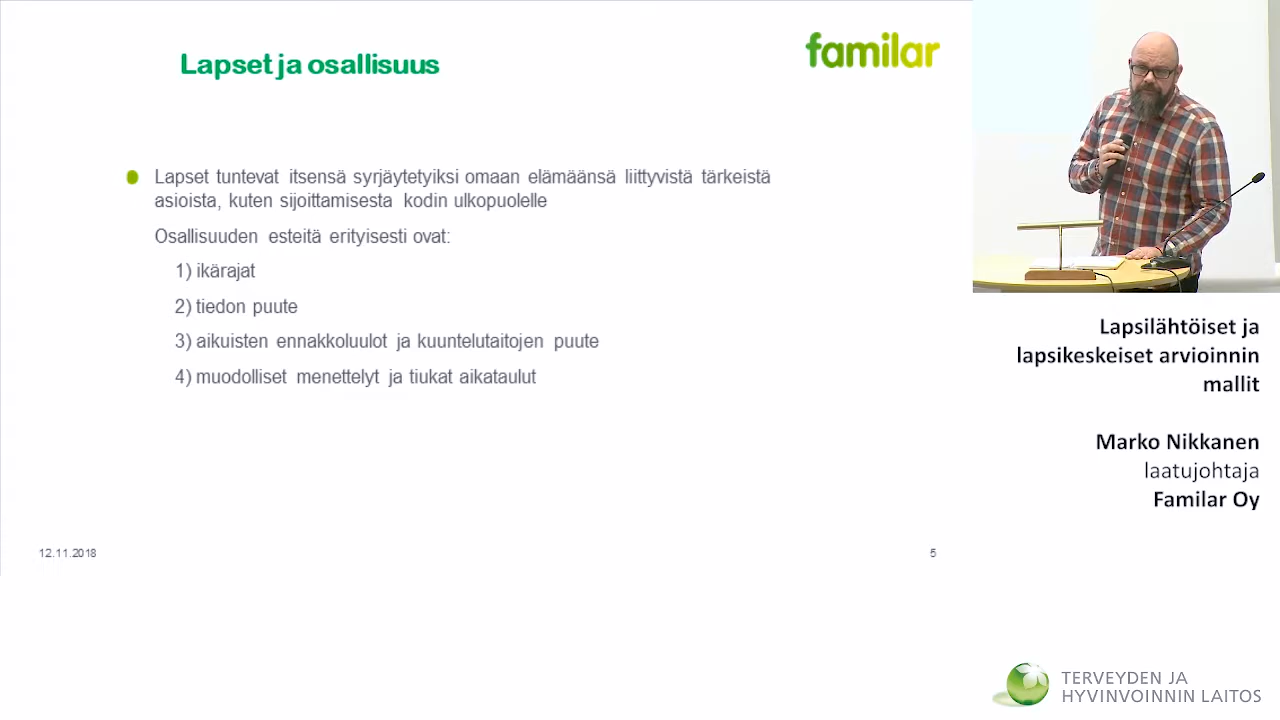 Lapset ja osallisuus
familar
Lapset tuntevat itsensä syrjäytetyiksi omaan elämäänsä liittyvistä tärkeistä
asioista, kuten sijoittamisesta kodin ulkopuolelle
Osallisuuden esteitä erityisesti ovat:
1) ikärajat
2) tiedon puute
3) aikuisten ennakkoluulot ja kuuntelutaitojen puute
4) muodolliset menettelyt ja tiukat aikataulut
12.11.2018
5
Lapsilähtöiset ja
lapsikeskeiset arvioinnin
mallit
Marko Nikkanen
laatujohtaja
Familar Oy
TERVEYDEN JA
HYVINVOINNIN LAITOS